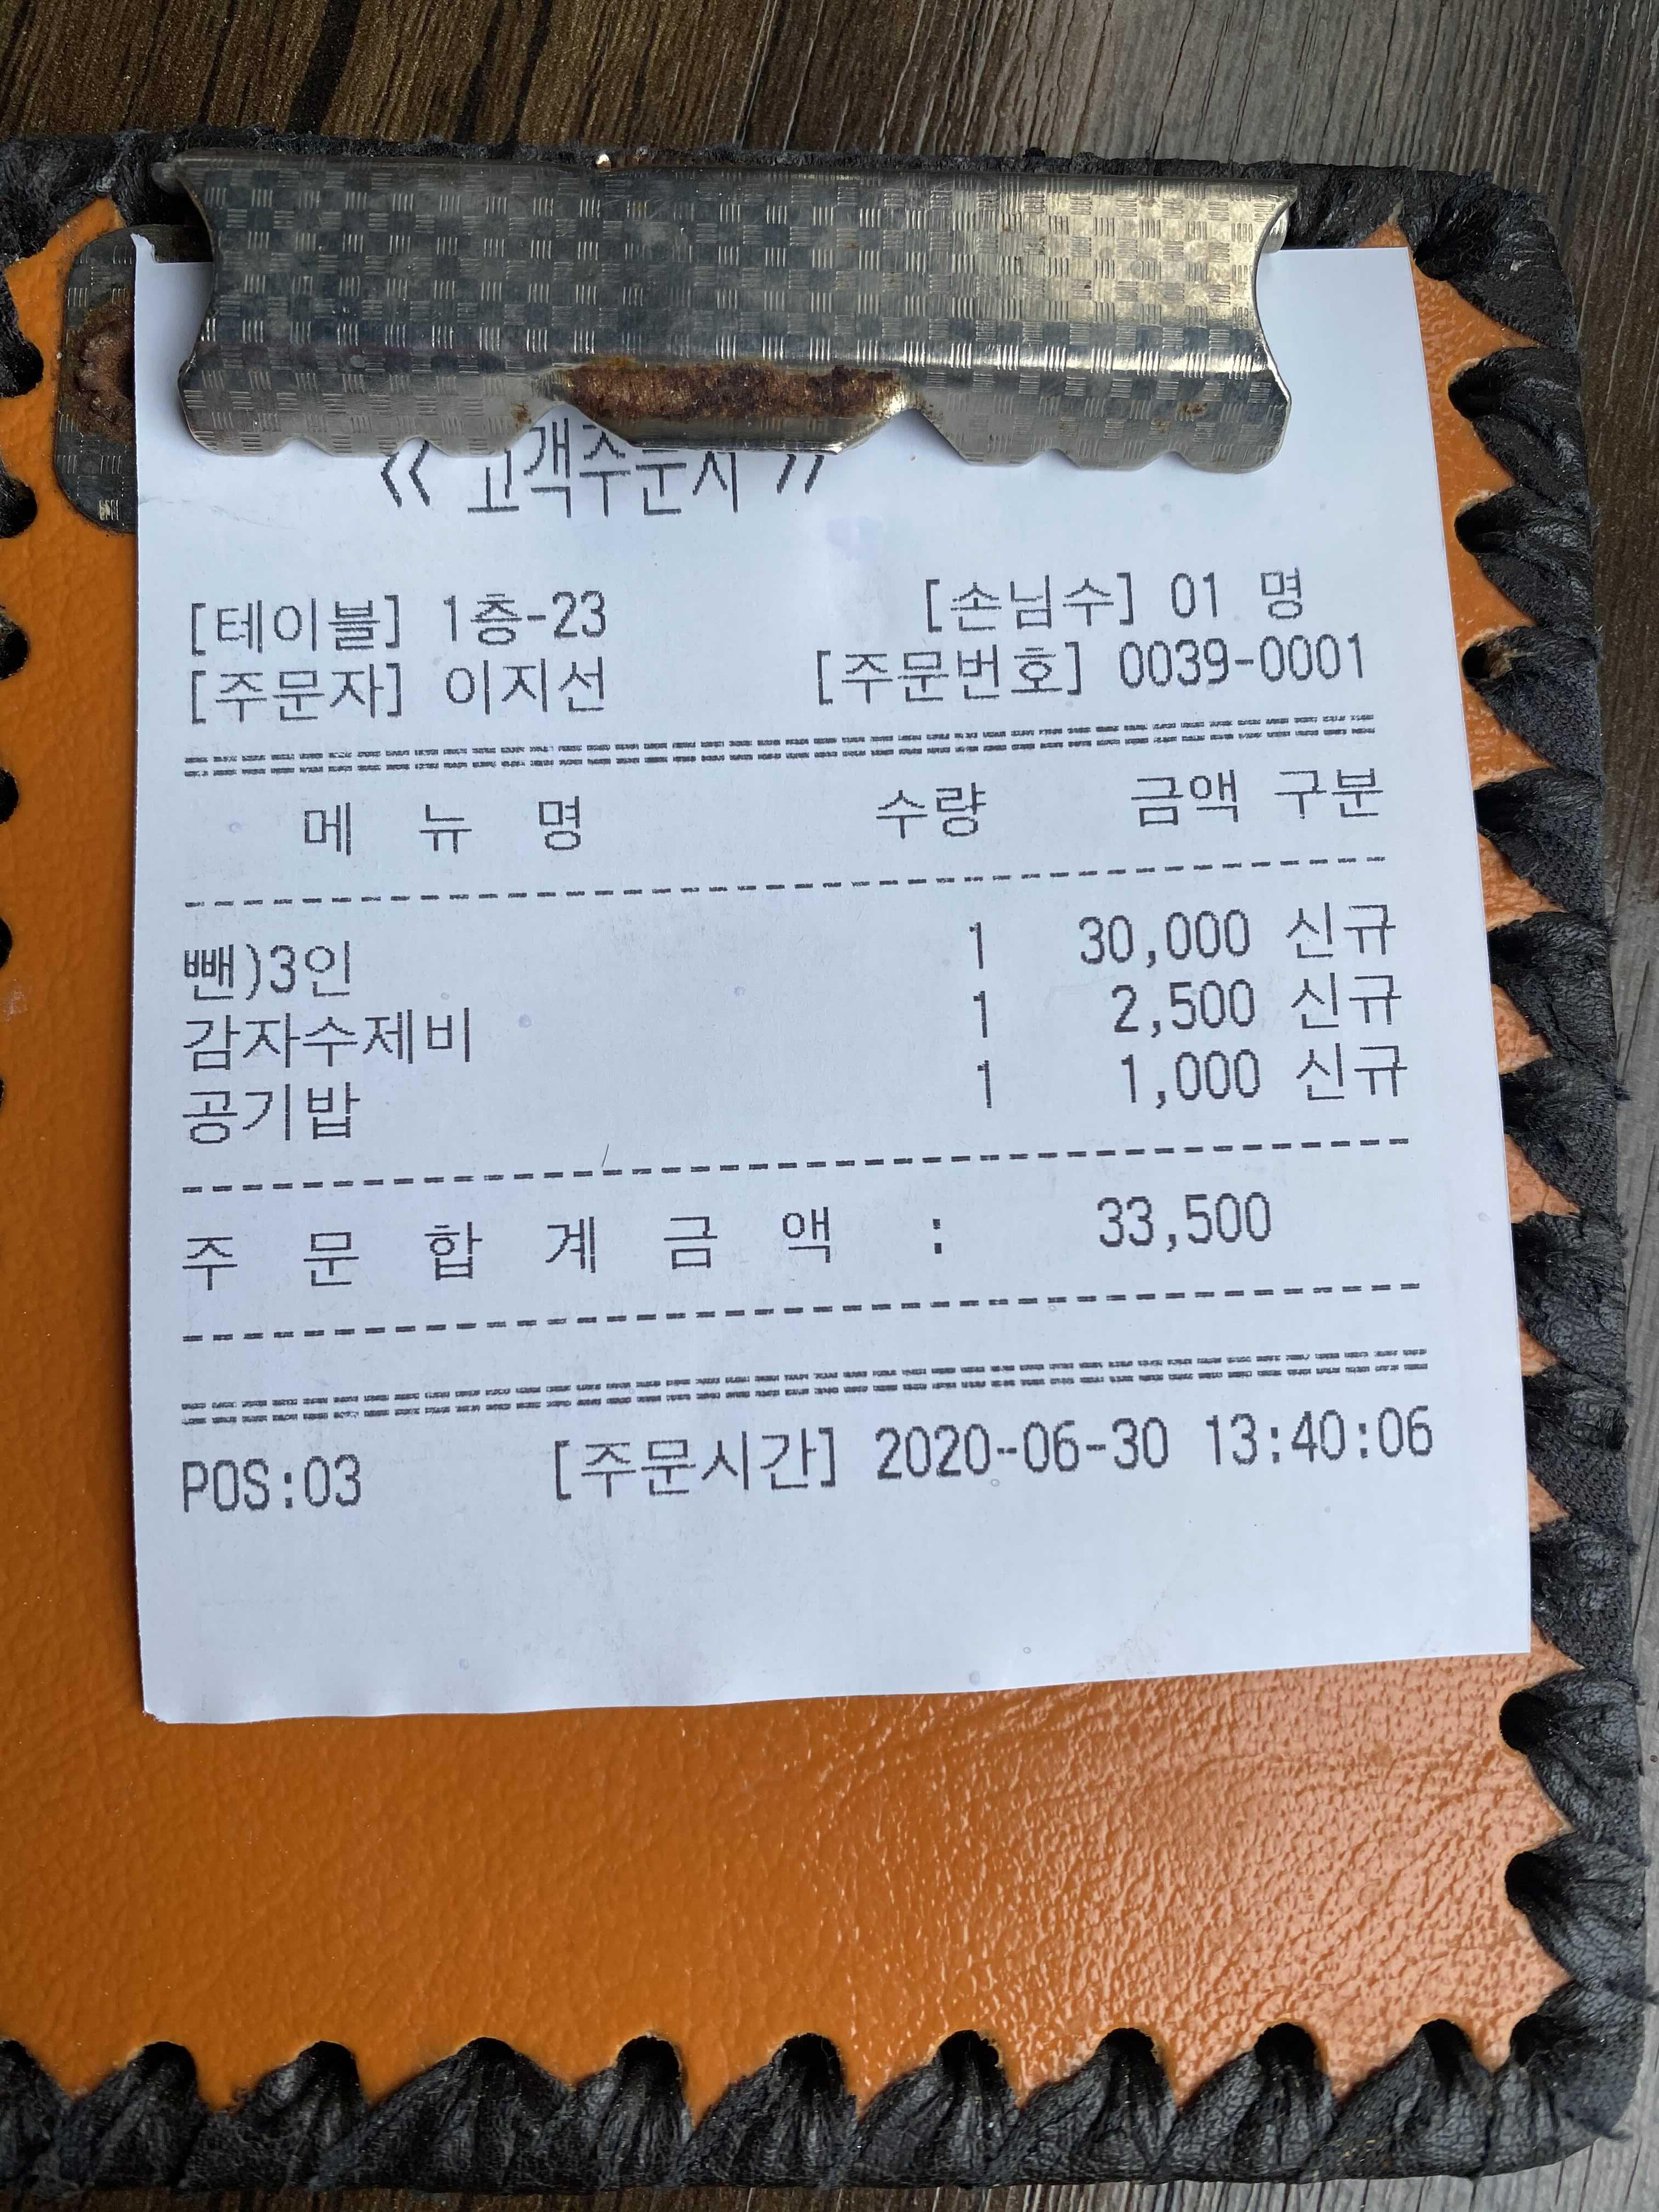 << 고객주문서 >>
[테이블] 1층-23 [손님수] 01 명
[주문자] 이지선 [주문번호] 0039-0001
메 뉴 명 수량 금액 구분
뺀)3인 1 30,000 신규
감자수제비 1 2,500 신규
공기밥 1 1,000 신규
주 문 합 계 금 액 : 33,500
POS:03 [주문시간] 2020-06-30 13:40:06